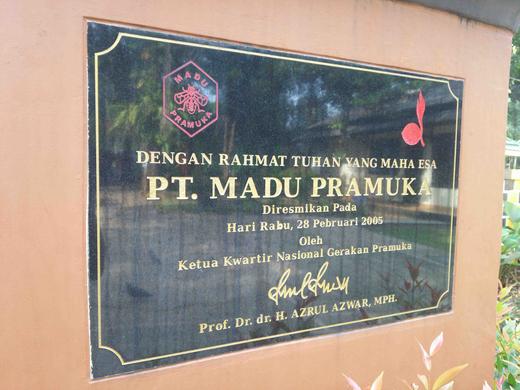 MADU
PRAMUKA
DENGAN RAHMAT TUHAN YANG MAHA ESA
PT. MADU PRAMUKA
Diresmikan Pada
Hari Rabu, 28 Pebruari 2005
Oleh
Ketua Kwartir Nasional Gerakan Pramuka
Prof. Dr. dr. H. AZRUL AZWAR, MPH.